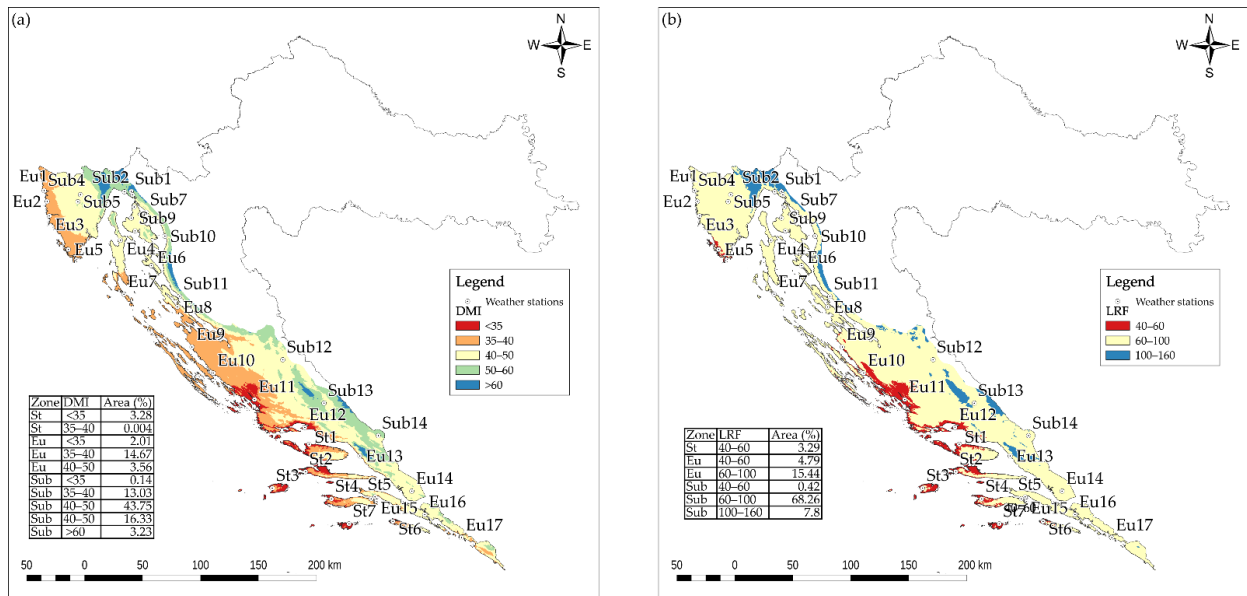 (a)
N
W E
S
Eu1
Sub4
Sub2
Sub1
Eu2
Sub5
Sub7
Eu3
Sub9
Eu5
Eu4
Sub10
Eu6
Eu7
Sub11
Eu8
Eu9
Sub12
Eu10
Eu11
Sub13
Eu12
Sub14
St1
St2
Eu13
St3
St4
St5
Eu14
St7
Eu15
Eu16
St6
Eu17
Legend
Weather stations
DMI
<35
35–40
40–50
50–60
>60
Zone DMI Area (%)
St <35 3.28
St 35–40 0.004
Eu <35 2.01
Eu 35–40 14.67
Eu 40–50 3.56
Sub <35 0.14
Sub 35–40 13.03
Sub 40–50 43.75
Sub 40–50 16.33
Sub >60 3.23
50 0 50 100 150 200 km
(b)
N
W E
S
Eu1
Sub4
Sub2
Sub1
Eu2
Sub5
Sub7
Eu3
Sub9
Eu5
Eu4
Sub10
Eu6
Eu7
Sub11
Eu8
Eu9
Sub12
Eu10
Eu11
Sub13
Eu12
Sub14
St1
St2
Eu13
St3
St4
St5
Eu14
St7
40–60
Eu15
Eu16
St6
Eu17
Legend
Weather stations
LRF
40–60
60–100
100–160
Zone LRF Area (%)
St 40–60 3.29
Eu 40–60 4.79
Eu 60–100 15.44
Sub 40–60 0.42
Sub 60–100 68.26
Sub 100–160 7.8
50 0 50 100 150 200 km